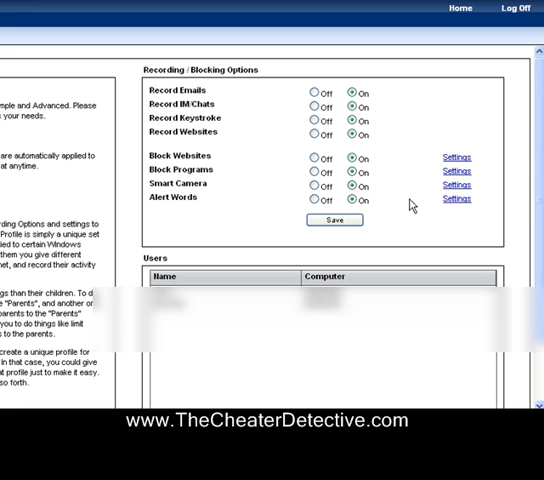 Home Log Off
Recording / Blocking Options
mple and Advanced. Please
s your needs.
are automatically applied to
at anytime.
rding Options and settings to
Profile is simply a unique set
lied to certain Windows
them you give different
net, and record their activity
gs than their children. To d
e "Parents", and another or
parents to the "Parents"
you to do things like limit
s to the parents.
create a unique profile for
In that case, you could give
at profile just to make it easy.
so forth.
Record Emails Off On
Record IM/Chats Off On
Record Keystroke Off On
Record Websites Off On
Block Websites Off On Settings
Block Programs Off On Settings
Smart Camera Off On Settings
Alert Words Off On Settings
Save
Users
Name Computer
www.TheCheaterDetective.com